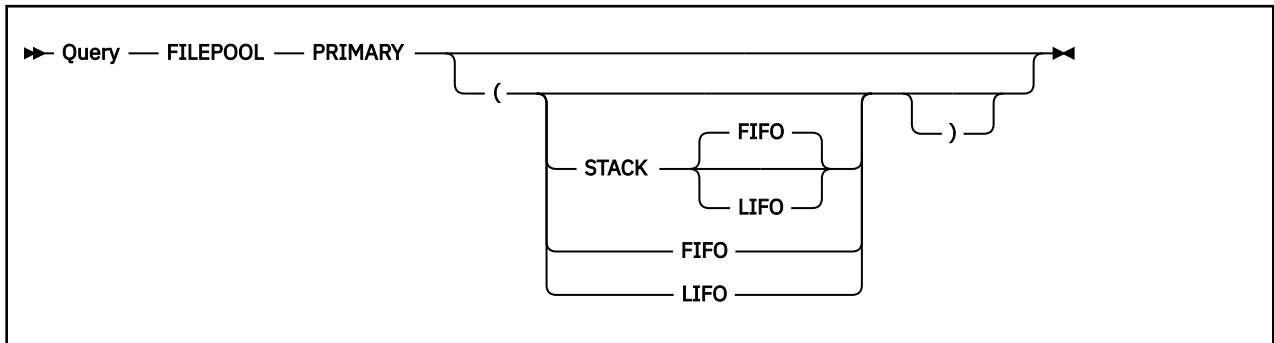 Query FILEPOOL PRIMARY
(
)
FIFO
STACK
LIFO
FIFO
LIFO